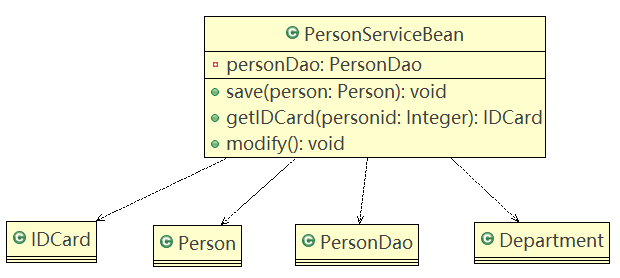 C PersonServiceBean
personDao: PersonDao
save(person: Person): void
getIDCard(personid: Integer): IDCard
modify(): void
C IDCard
C Person
C PersonDao
C Department